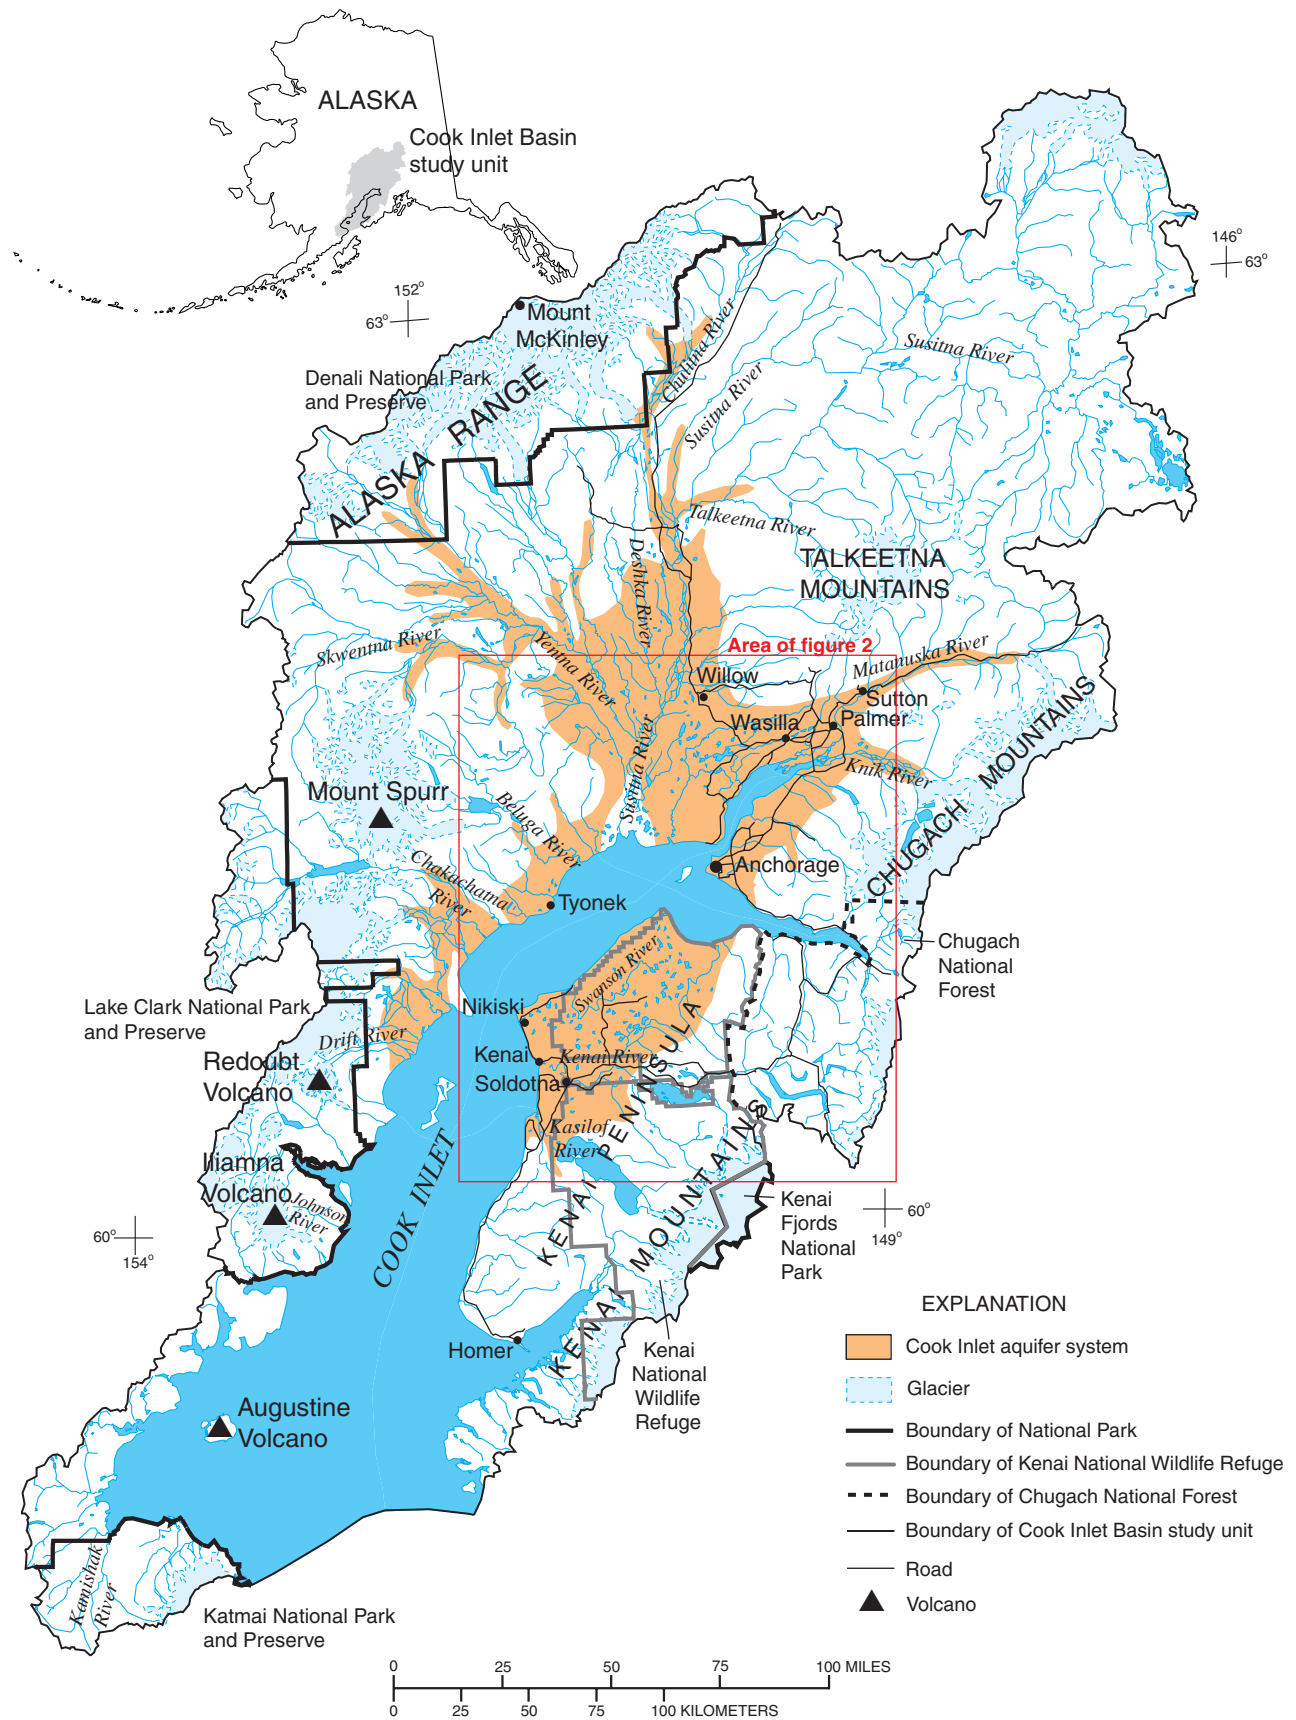 ALASKA
Cook Inlet Basin
study unit
146°
63°
152°
63°
Mount
McKinley
Denali National Park
and Preserve
ALASKA RANGE
Chulitna River
Susitna River
Susitna River
Talkeetna River
TALKEETNA
MOUNTAINS
Deshka River
Skwentna River
Yentna River
Area of figure 2
Matanuska River
Willow
Sutton
Wasilla
Palmer
Knik River
CHUGACH MOUNTAINS
Susitna River
Mount Spurr
Beluga River
Chakachatna
River
Anchorage
Tyonek
Chugach
National
Forest
Swanson River
Lake Clark National Park
and Preserve
Nikiski
Drift River
Redoubt
Volcano
Kenai
Kenai River
Soldotna
KENAI PENINSULA
Kasilof
River
COOK INLET
Iliamna
Volcano
Johnson
River
KENAI MOUNTAINS
Kenai
Fjords
National
Park
60°
149°
60°
154°
Homer
Kenai
National
Wildlife
Refuge
Augustine
Volcano
Kamishak
River
Katmai National Park
and Preserve
EXPLANATION
Cook Inlet aquifer system
Glacier
Boundary of National Park
Boundary of Kenai National Wildlife Refuge
Boundary of Chugach National Forest
Boundary of Cook Inlet Basin study unit
Road
Volcano
0 25 50 75 100 MILES
0 25 50 75 100 KILOMETERS